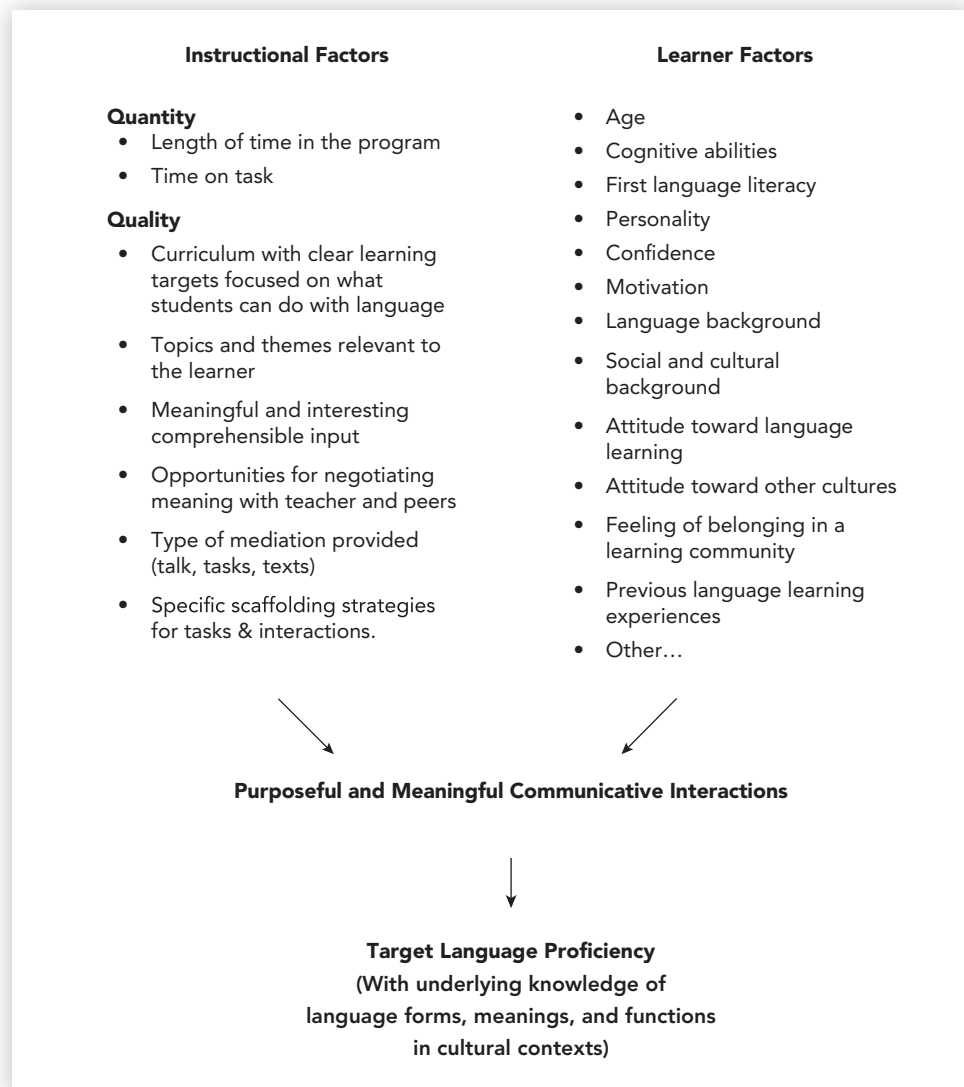 Instructional Factors
Quantity
• Length of time in the program
• Time on task
Quality
• Curriculum with clear learning
targets focused on what
students can do with language
• Topics and themes relevant to
the learner
• Meaningful and interesting
comprehensible input
• Opportunities for negotiating
meaning with teacher and peers
• Type of mediation provided
(talk, tasks, texts)
• Specific scaffolding strategies
for tasks & interactions.
Learner Factors
• Age
• Cognitive abilities
• First language literacy
• Personality
• Confidence
• Motivation
• Language background
• Social and cultural
background
• Attitude toward language
learning
• Attitude toward other cultures
• Feeling of belonging in a
learning community
• Previous language learning
experiences
• Other…
Purposeful and Meaningful Communicative Interactions
Target Language Proficiency
(With underlying knowledge of
language forms, meanings, and functions
in cultural contexts)